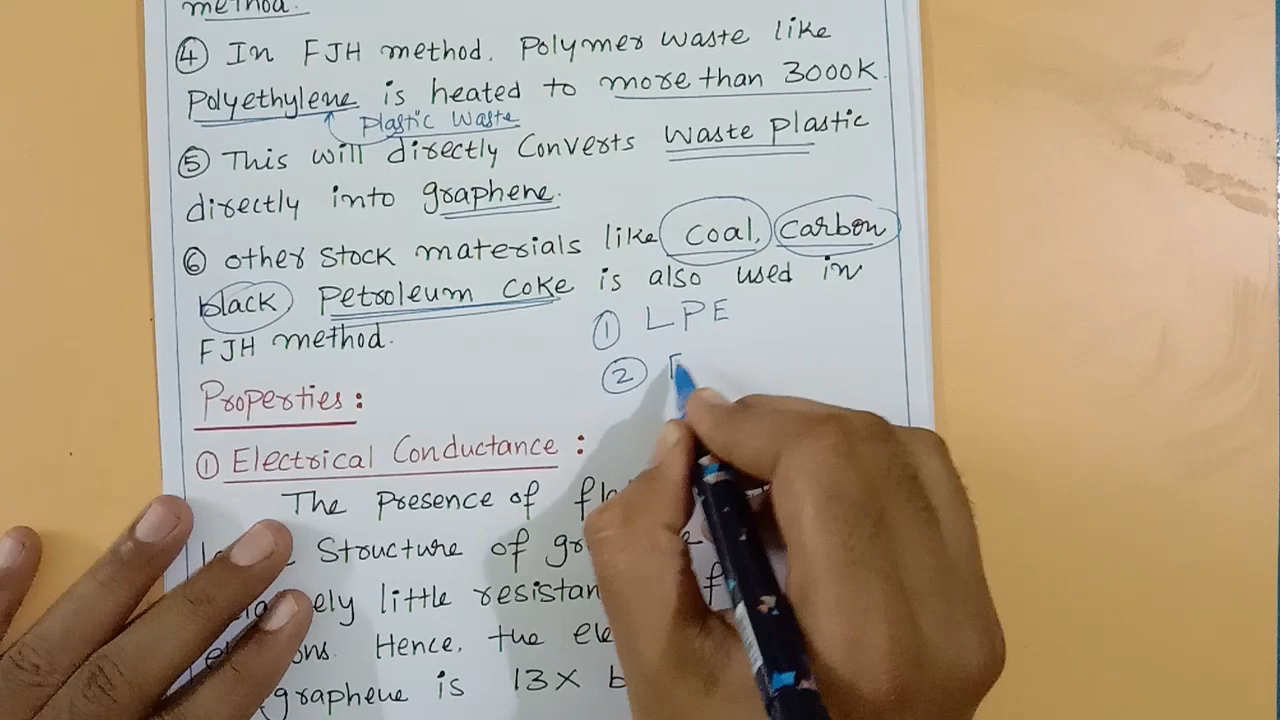 method.
④ In FJH method. Polymer waste like
Polyethylene is heated to more than 3000K.
Plastic Waste
⑤ This will directly Converts waste plastic
directly into graphene.
⑥ other stock materials like coal, carbon
black Petroleum coke is also used in
FJH method.
① LPE
②
Properties:
① Electrical Conductance:
The Presence of
Structure of
little
Hence, the
graphene is 13X